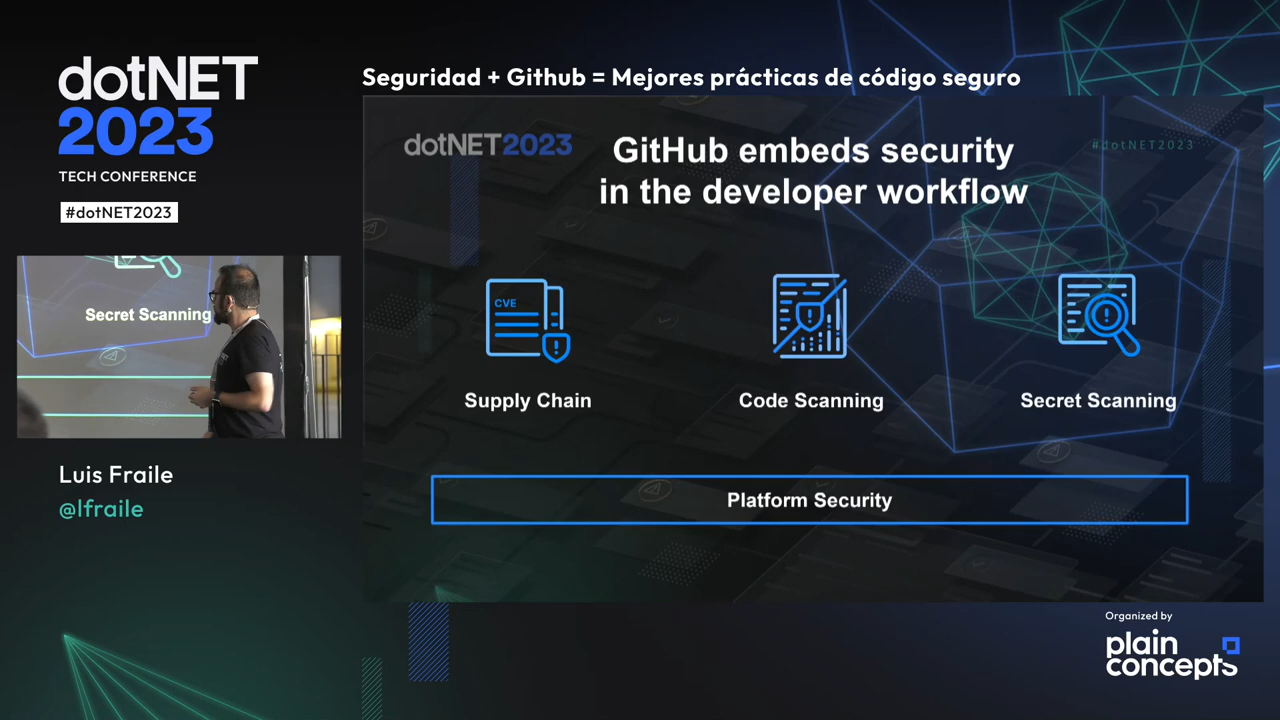 dotNET
2023
TECH CONFERENCE
#dotNET2023
Seguridad + Github = Mejores prácticas de código seguro
dotNET2023
GitHub embeds security
in the developer workflow
#dotNET2023
CVE
Supply Chain
Code Scanning
Secret Scanning
Platform Security
Secret Scanning
Luis Fraile
@lfraile
Organized by
plain
concepts